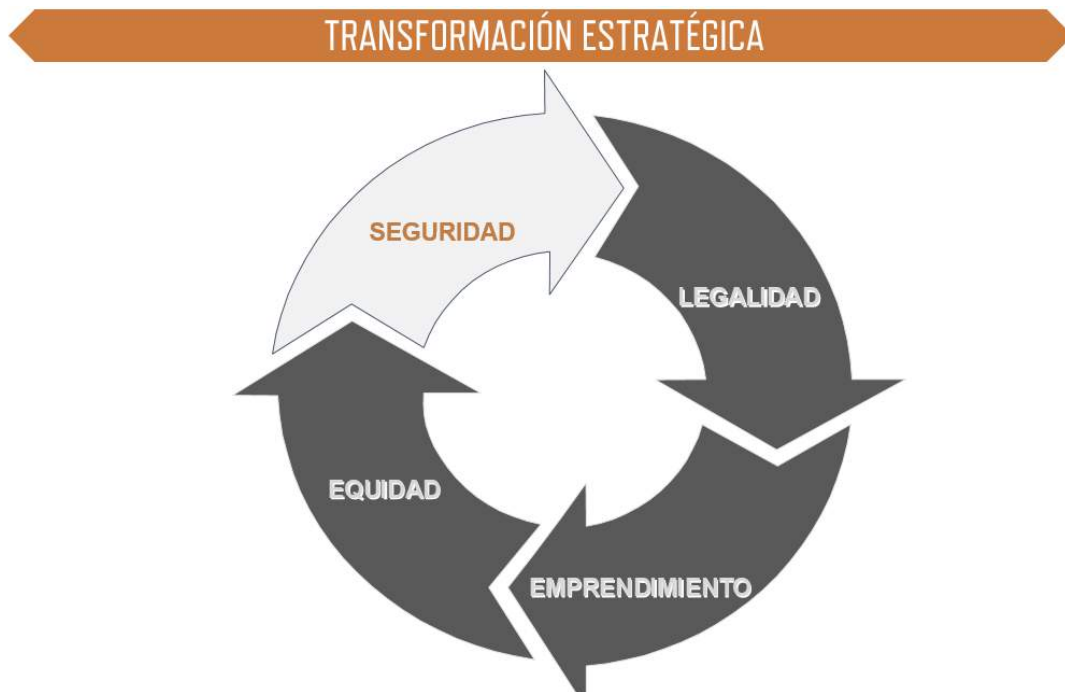 TRANSFORMACIÓN ESTRATÉGICA
SEGURIDAD
LEGALIDAD
EQUIDAD
EMPRENDIMIENTO